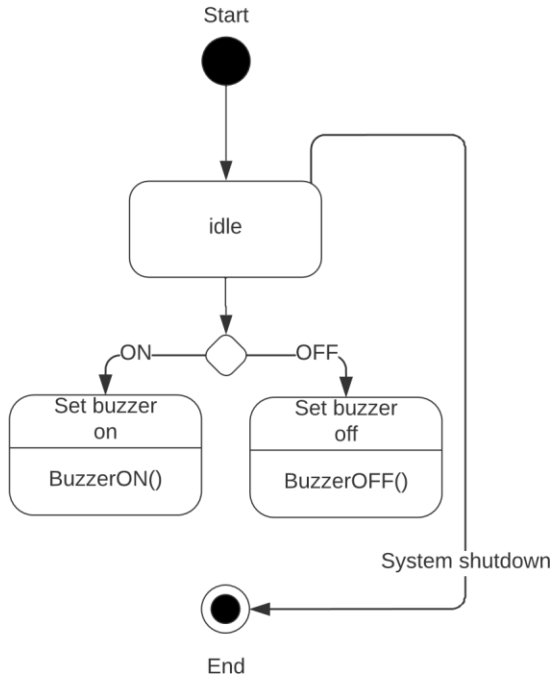 Start
idle
ON
OFF
Set buzzer
on
BuzzerON()
Set buzzer
off
BuzzerOFF()
System shutdown
End